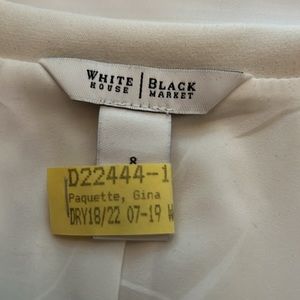 WHITE | BLACK
HOUSE | MARKET
8
D22444-1
Paquette, Gina
DRY18/22 07-19 W